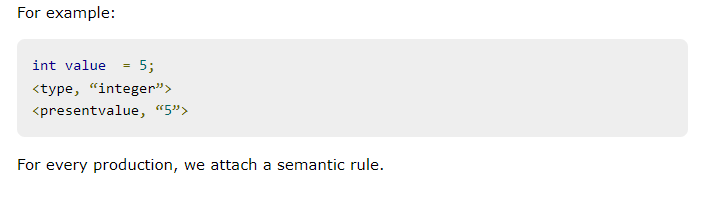 For example:
int value  = 5;
<type, “integer”>
<presentvalue, “5”>
For every production, we attach a semantic rule.